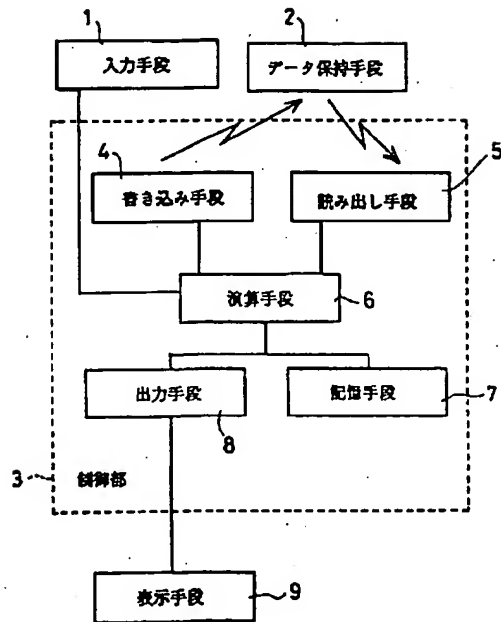 1
2
入力手段
データ保持手段
4
5
書き込み手段
読み出し手段
演算手段
6
出力手段
記憶手段
8
7
3
制御部
表示手段
9